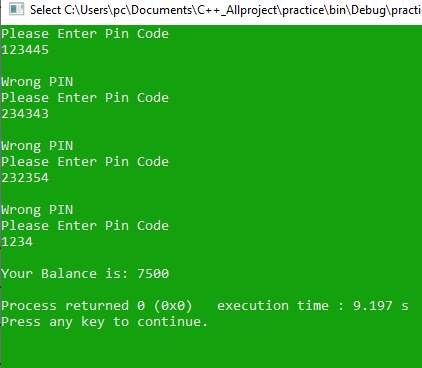 Select C:\Users\pc\Documents\C++_Allproject\practice\bin\Debug\practi
Please Enter Pin Code
123445
Wrong PIN
Please Enter Pin Code
234343
Wrong PIN
Please Enter Pin Code
232354
Wrong PIN
Please Enter Pin Code
1234
Your Balance is: 7500
Process returned 0 (0x0)   execution time : 9.197 s
Press any key to continue.